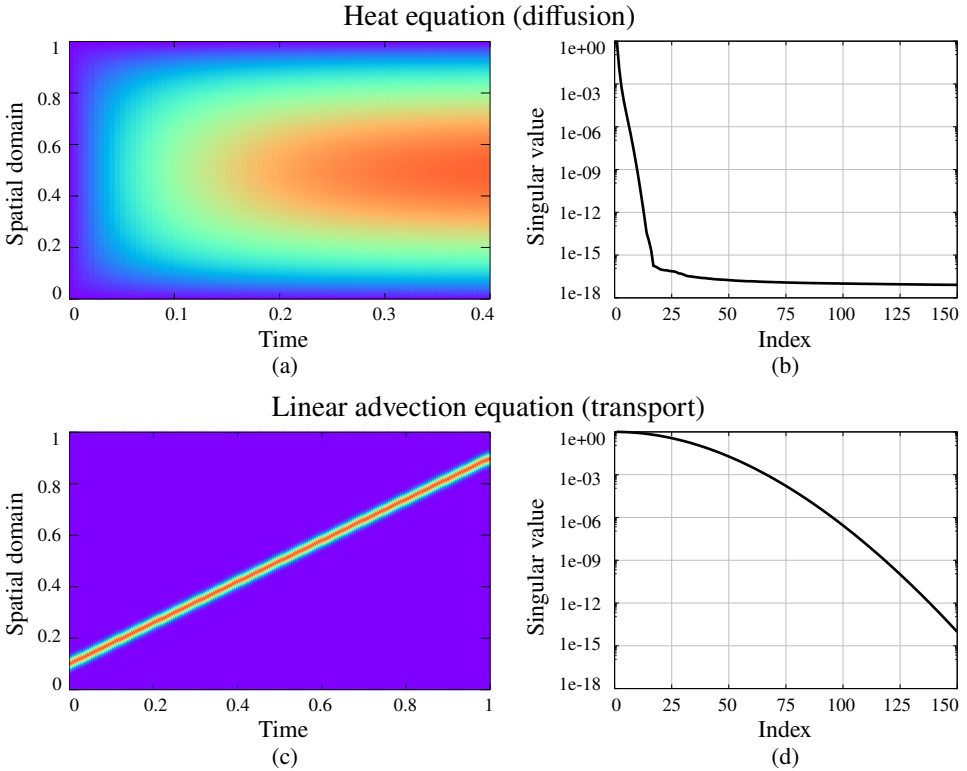 Heat equation (diffusion)
Spatial domain
1
0.8
0.6
0.4
0.2
0
0 0.1 0.2 0.3 0.4
Time
(a)
Singular value
1e+00
1e-03
1e-06
1e-09
1e-12
1e-15
1e-18
0 25 50 75 100 125 150
Index
(b)
Linear advection equation (transport)
Spatial domain
1
0.8
0.6
0.4
0.2
0
0 0.2 0.4 0.6 0.8 1
Time
(c)
Singular value
1e+00
1e-03
1e-06
1e-09
1e-12
1e-15
1e-18
0 25 50 75 100 125 150
Index
(d)